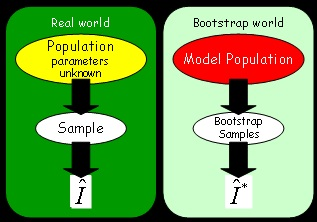 Real world
Population
parameters
unknown
Sample
Î
Bootstrap world
Model Population
Bootstrap
Samples
Î*